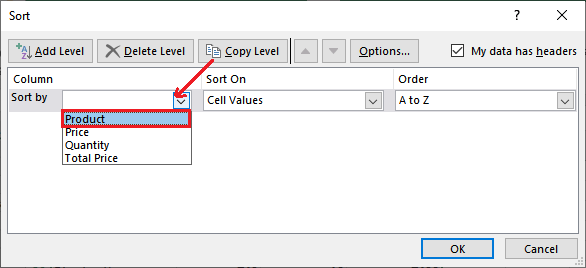 Sort
?
Add Level Delete Level Copy Level Options... My data has headers
Column Sort On Order
Sort by Cell Values A to Z
Product
Price
Quantity
Total Price
OK Cancel